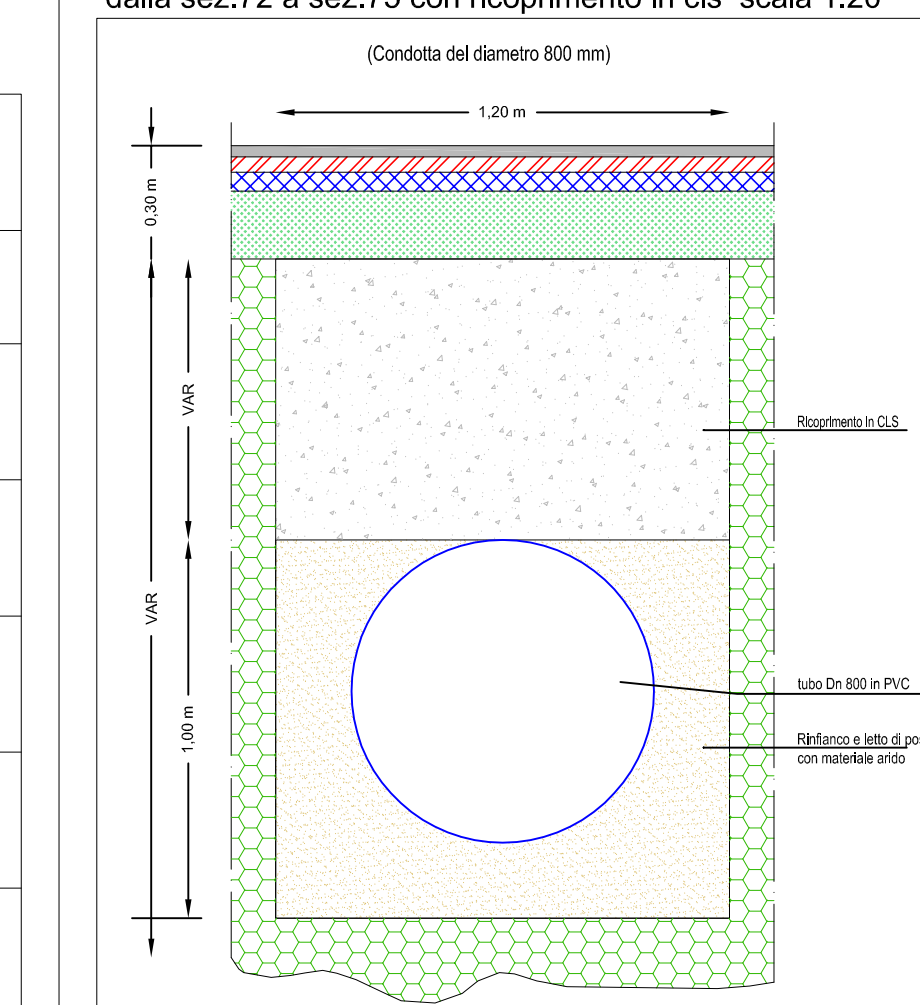 dalla sez.72 a sez.75 con ricoprimento in cls scala 1:20
(Condotta del diametro 800 mm)
1,20 m
0,30 m
VAR
VAR
1,00 m
Ricoprimento in CLS
tubo Dn 800 in PVC
Rinfianco e letto di
con materiale arido